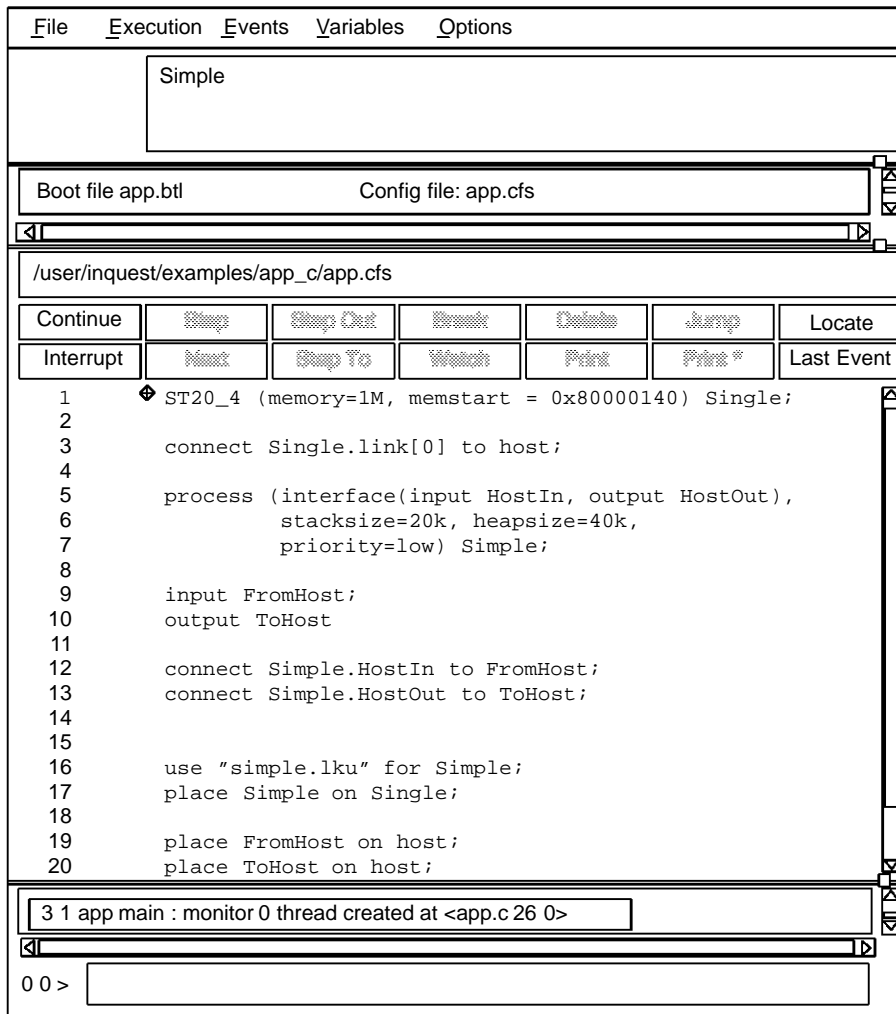 File Execution Events Variables Options
Simple
Boot file app.btl Config file: app.cfs
/user/inquest/examples/app_c/app.cfs
Continue Step Step Out Break Delete Jump Locate
Interrupt Next Step To Watch Print Print * Last Event
1 ST20_4 (memory=1M, memstart = 0x80000140) Single;
2
3 connect Single.link[0] to host;
4
5 process (interface(input HostIn, output HostOut),
6 stacksize=20k, heapsize=40k,
7 priority=low) Simple;
8
9 input FromHost;
10 output ToHost
11
12 connect Simple.HostIn to FromHost;
13 connect Simple.HostOut to ToHost;
14
15
16 use ”simple.lku” for Simple;
17 place Simple on Single;
18
19 place FromHost on host;
20 place ToHost on host;
3 1 app main : monitor 0 thread created at <app.c 26 0>
0 0 >